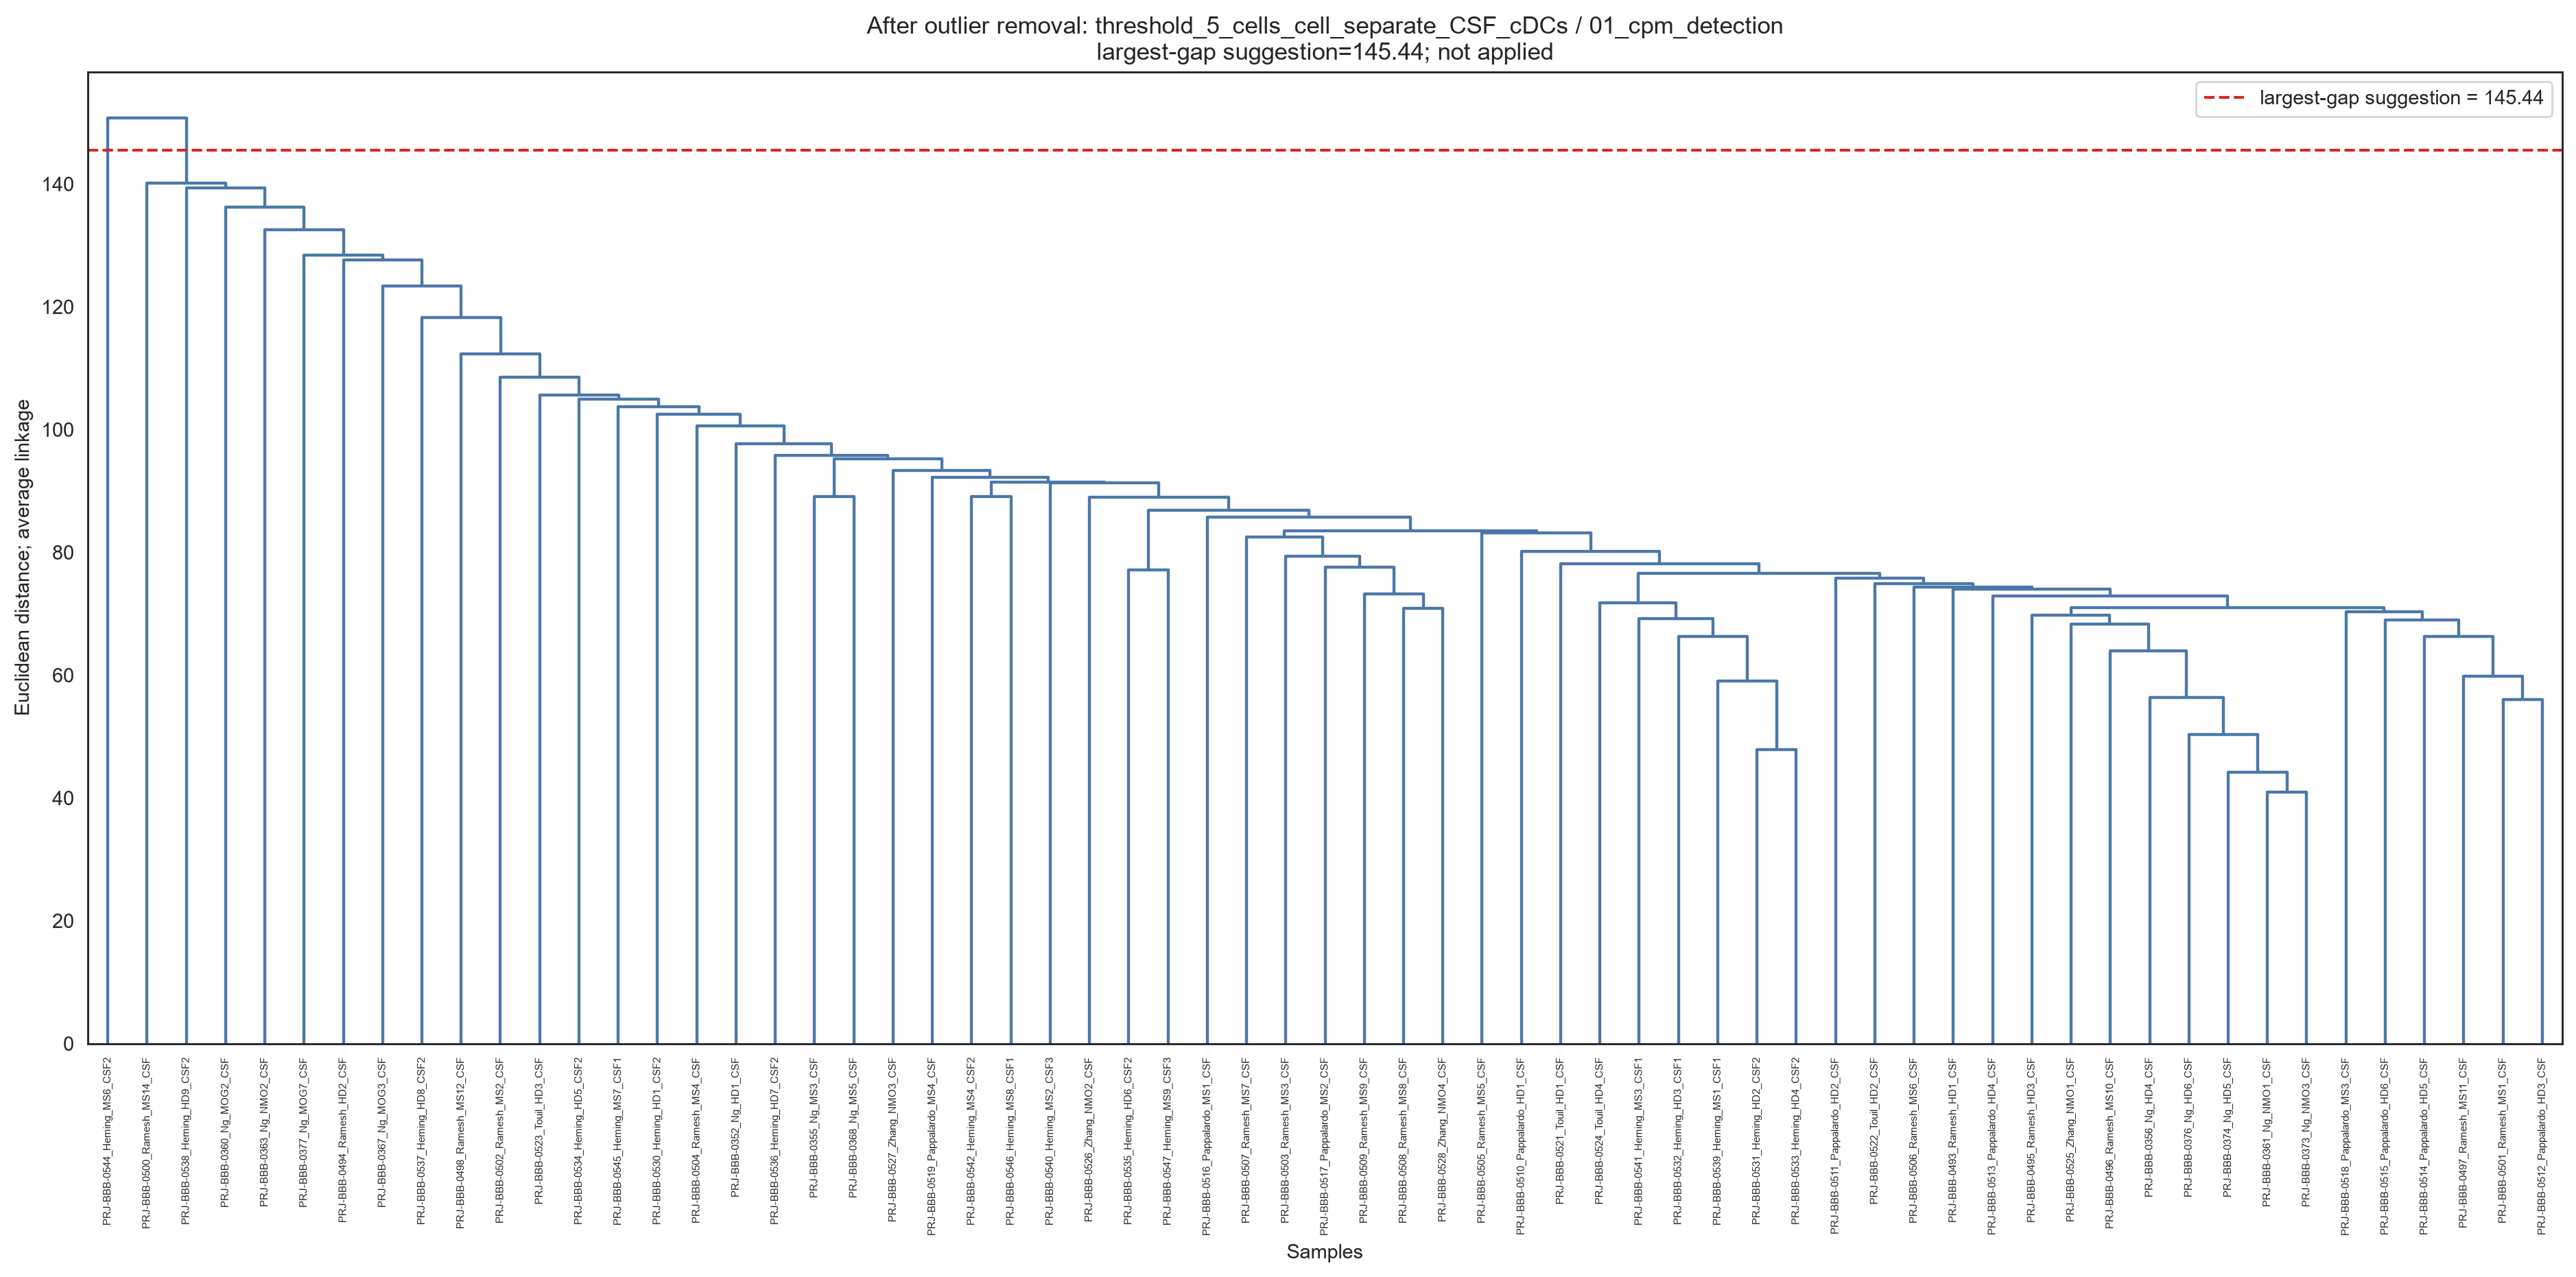 After outlier removal: threshold_5_cells_cell_separate_CSF_cDCs / 01_cpm_detection
largest-gap suggestion=145.44; not applied
largest-gap suggestion = 145.44
Euclidean distance; average linkage
140
120
100
80
60
40
20
0
PRJ-BBB-0544_Heming_MS6_CSF2
PRJ-BBB-0500_Ramesh_MS14_CSF
PRJ-BBB-0538_Heming_HD9_CSF2
PRJ-BBB-0360_Ng_MOG2_CSF
PRJ-BBB-0363_Ng_NMO2_CSF
PRJ-BBB-0377_Ng_MOG7_CSF
PRJ-BBB-0494_Ramesh_HD2_CSF
PRJ-BBB-0367_Ng_MOG3_CSF
PRJ-BBB-0537_Heming_HD8_CSF2
PRJ-BBB-0498_Ramesh_MS12_CSF
PRJ-BBB-0502_Ramesh_MS2_CSF
PRJ-BBB-0523_Touil_HD3_CSF
PRJ-BBB-0534_Heming_HD5_CSF2
PRJ-BBB-0545_Heming_MS7_CSF1
PRJ-BBB-0530_Heming_HD1_CSF2
PRJ-BBB-0504_Ramesh_MS4_CSF
PRJ-BBB-0352_Ng_HD1_CSF
PRJ-BBB-0536_Heming_HD7_CSF2
PRJ-BBB-0355_Ng_MS3_CSF
PRJ-BBB-0368_Ng_MS5_CSF
PRJ-BBB-0527_Zhang_NMO3_CSF
PRJ-BBB-0519_Pappalardo_MS4_CSF
PRJ-BBB-0542_Heming_MS4_CSF2
PRJ-BBB-0546_Heming_MS8_CSF1
PRJ-BBB-0540_Heming_MS2_CSF3
PRJ-BBB-0526_Zhang_NMO2_CSF
PRJ-BBB-0535_Heming_HD6_CSF2
PRJ-BBB-0547_Heming_MS9_CSF3
PRJ-BBB-0516_Pappalardo_MS1_CSF
PRJ-BBB-0507_Ramesh_MS7_CSF
PRJ-BBB-0503_Ramesh_MS3_CSF
PRJ-BBB-0517_Pappalardo_MS2_CSF
PRJ-BBB-0509_Ramesh_MS9_CSF
PRJ-BBB-0508_Ramesh_MS8_CSF
PRJ-BBB-0528_Zhang_NMO4_CSF
PRJ-BBB-0505_Ramesh_MS5_CSF
PRJ-BBB-0510_Pappalardo_HD1_CSF
PRJ-BBB-0521_Touil_HD1_CSF
PRJ-BBB-0524_Touil_HD4_CSF
PRJ-BBB-0541_Heming_MS3_CSF1
PRJ-BBB-0532_Heming_HD3_CSF1
PRJ-BBB-0539_Heming_MS1_CSF1
PRJ-BBB-0531_Heming_HD2_CSF2
PRJ-BBB-0533_Heming_HD4_CSF2
PRJ-BBB-0511_Pappalardo_HD2_CSF
PRJ-BBB-0522_Touil_HD2_CSF
PRJ-BBB-0506_Ramesh_MS6_CSF
PRJ-BBB-0493_Ramesh_HD1_CSF
PRJ-BBB-0513_Pappalardo_HD4_CSF
PRJ-BBB-0495_Ramesh_HD3_CSF
PRJ-BBB-0525_Zhang_NMO1_CSF
PRJ-BBB-0496_Ramesh_MS10_CSF
PRJ-BBB-0356_Ng_HD4_CSF
PRJ-BBB-0376_Ng_HD6_CSF
PRJ-BBB-0374_Ng_HD5_CSF
PRJ-BBB-0361_Ng_NMO1_CSF
PRJ-BBB-0373_Ng_NMO3_CSF
PRJ-BBB-0518_Pappalardo_MS3_CSF
PRJ-BBB-0515_Pappalardo_HD6_CSF
PRJ-BBB-0514_Pappalardo_HD5_CSF
PRJ-BBB-0497_Ramesh_MS11_CSF
PRJ-BBB-0501_Ramesh_MS1_CSF
PRJ-BBB-0512_Pappalardo_HD3_CSF
Samples